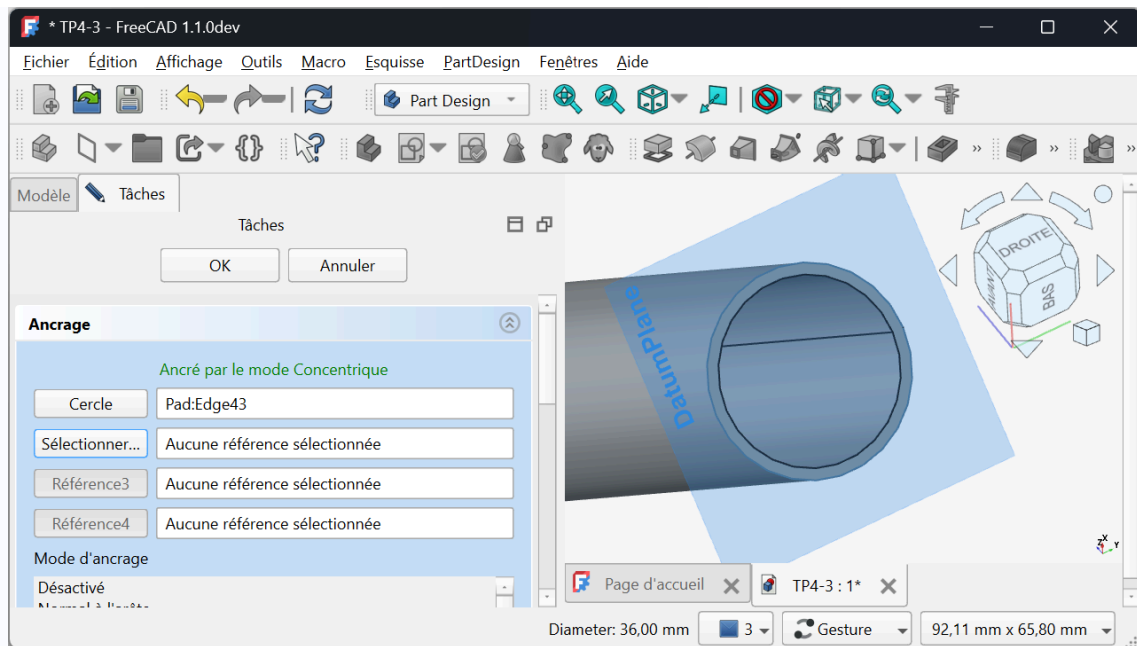 * TP4-3 - FreeCAD 1.1.0dev
Fichier Édition Affichage Outils Macro Esquisse PartDesign Fenêtres Aide
Part Design
Modèle Tâches
Tâches
OK Annuler
Ancrage
Ancré par le mode Concentrique
Cercle Pad:Edge43
Sélectionner... Aucune référence sélectionnée
Référence3 Aucune référence sélectionnée
Référence4 Aucune référence sélectionnée
Mode d'ancrage
Désactivé
Normal à l'arête
DatumPlane
DROITE
AVANT
BAS
Z X Y
Page d'accueil TP4-3 : 1*
Diameter: 36,00 mm 3 Gesture 92,11 mm x 65,80 mm